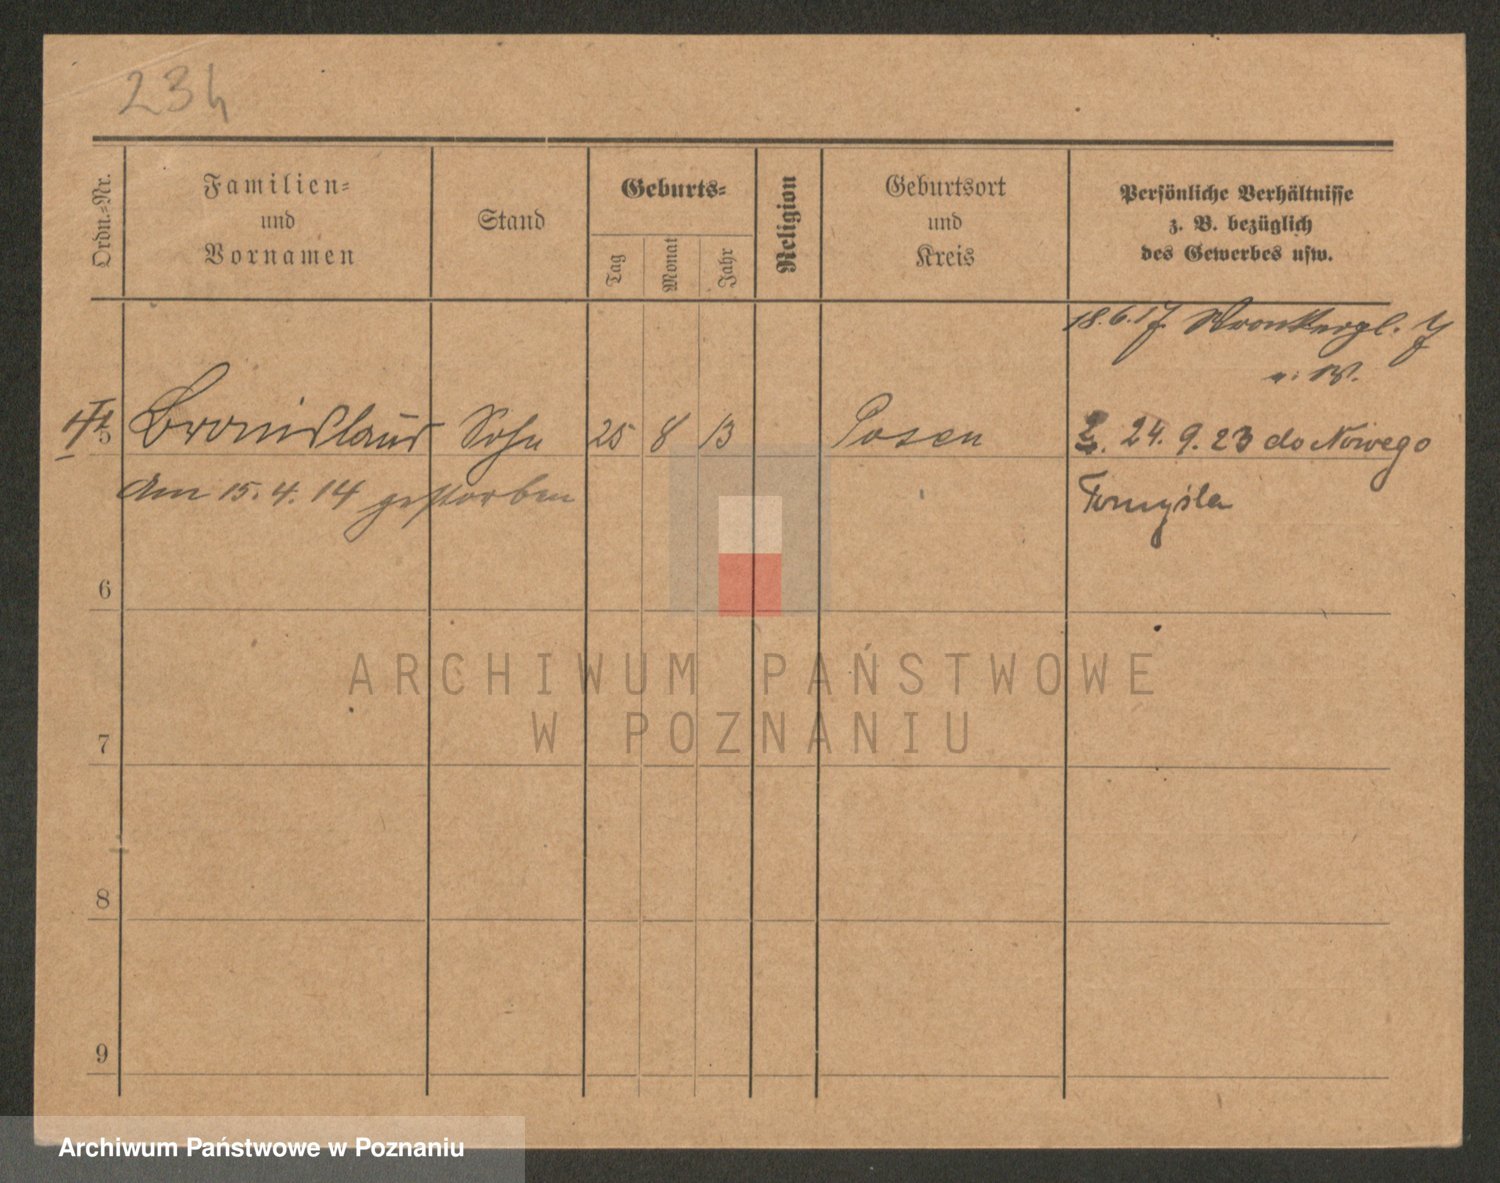 234
Ordn.=Nr.
Familien=
und
Vornamen
Stand
Geburts=
Tag
Monat
Jahr
Religion
Geburtsort
und
Kreis
Persönliche Verhältnisse
z. B. bezüglich
des Gewerbes usw.
18.6.17
5 Bronislaus Sohn 25 8 13 Posen 24. 9. 23 do Nowego
Am 15. 4. 14 gestorben Tomyśla
6
7
8
9
ARCHIWUM PAŃSTWOWE
W POZNANIU
Archiwum Państwowe w Poznaniu